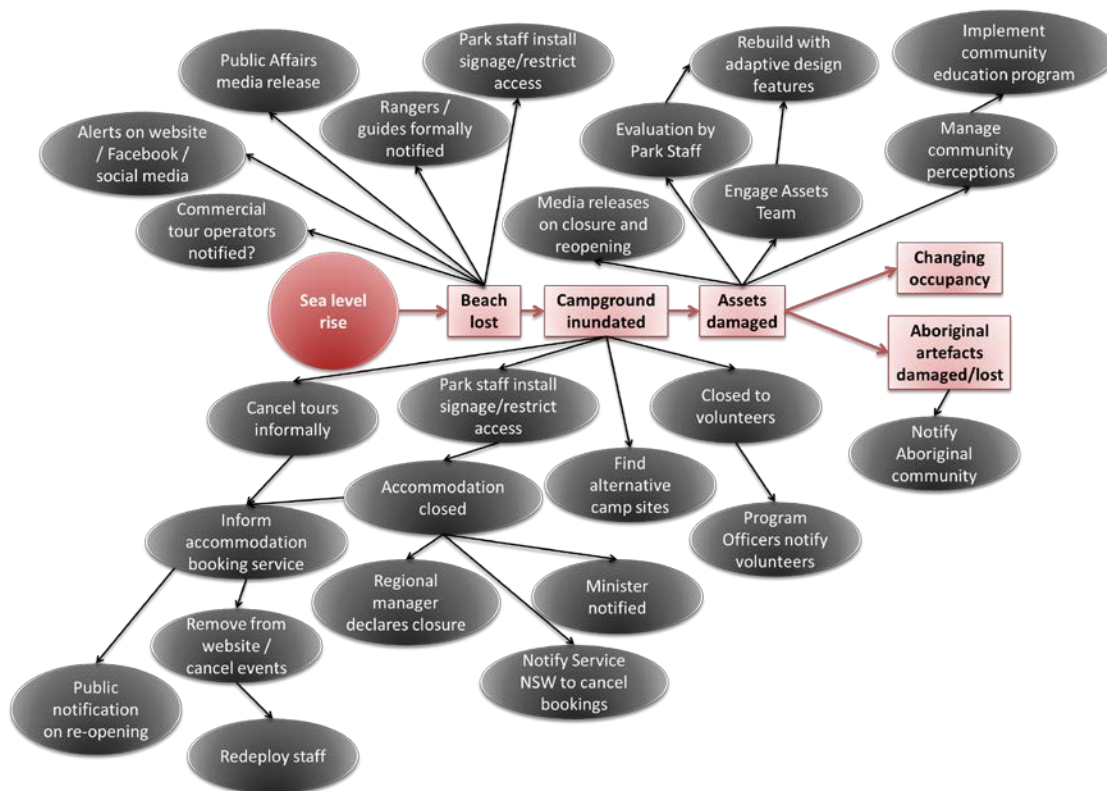 Public Affairs
media release
Park staff install
signage/restrict
access
Rebuild with
adaptive design
features
Implement
community
education program
Alerts on website
/ Facebook /
social media
Rangers /
guides formally
notified
Evaluation by
Park Staff
Manage
community
perceptions
Commercial
tour operators
notified?
Media releases
on closure and
reopening
Engage Assets
Team
Sea level
rise
Beach
lost
Campground
inundated
Assets
damaged
Changing
occupancy
Aboriginal
artefacts
damaged/lost
Cancel tours
informally
Park staff install
signage/restrict
access
Closed to
volunteers
Notify
Aboriginal
community
Find
alternative
camp sites
Accommodation
closed
Inform
accommodation
booking service
Program
Officers notify
volunteers
Regional
manager
declares closure
Minister
notified
Remove from
website /
cancel events
Notify Service
NSW to cancel
bookings
Public
notification
on re-opening
Redeploy staff